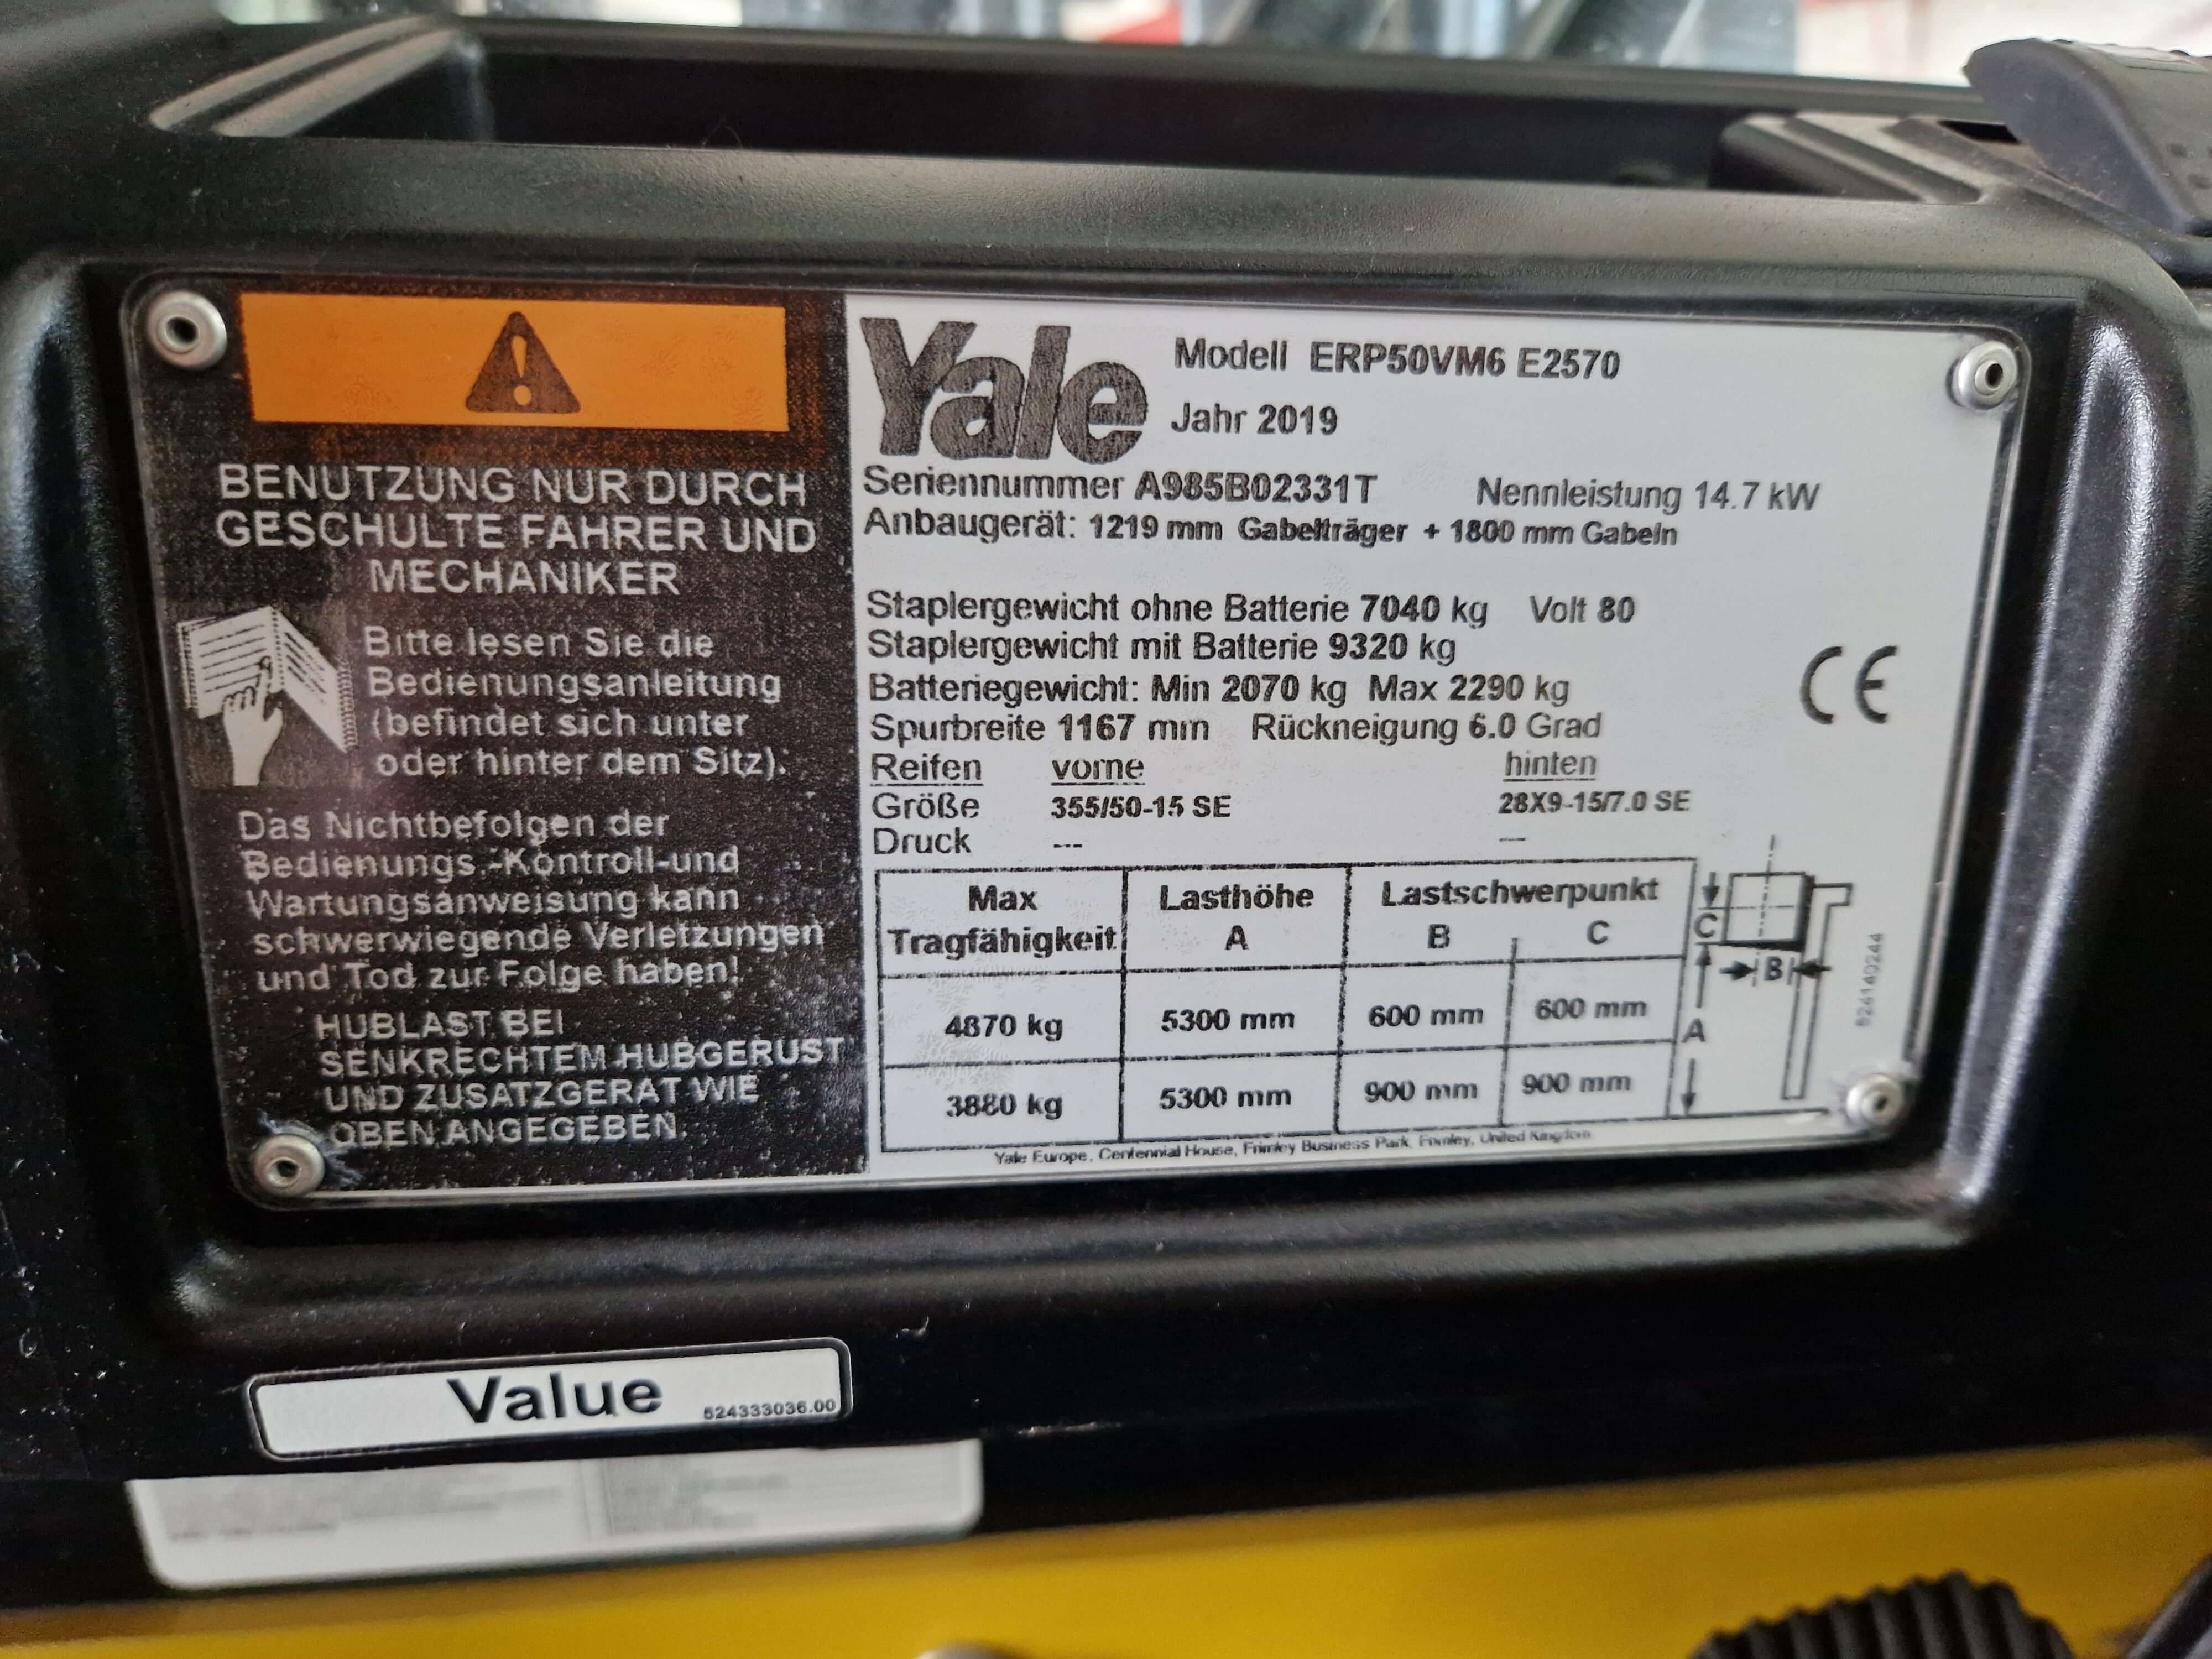 BENUTZUNG NUR DURCH
GESCHULTE FAHRER UND
MECHANIKER
Bitte lesen Sie die
Bedienungsanleitung
(befindet sich unter
oder hinter dem Sitz).
Das Nichtbefolgen der
Bedienungs,-Kontroll-und
Wartungsanweisung kann
schwerwiegende Verletzungen
und Tod zur Folge haben!
HUBLAST BEI
SENKRECHTEM HUBGERÜST
UND ZUSATZGERÄT WIE
OBEN ANGEGEBEN.
Yale
Modell ERP50VM6 E2570
Jahr 2019
Seriennummer A985B02331T Nennleistung 14.7 kW
Anbaugerät: 1219 mm Gabelträger + 1800 mm Gabeln
Staplergewicht ohne Batterie 7040 kg Volt 80
Staplergewicht mit Batterie 9320 kg
Batteriegewicht: Min 2070 kg Max 2290 kg
Spurbreite 1167 mm Rückneigung 6.0 Grad
Reifen vorne hinten
Größe 355/50-15 SE 28X9-15/7.0 SE
Druck --- ---
CE
Max Lasthöhe Lastschwerpunkt
Tragfähigkeit A B C
4870 kg 5300 mm 600 mm 600 mm
3880 kg 5300 mm 900 mm 900 mm
C
B
A
524140244
Yale Europe, Centennial House, Frimley Business Park, Frimley, United Kingdom
Value 524333036.00